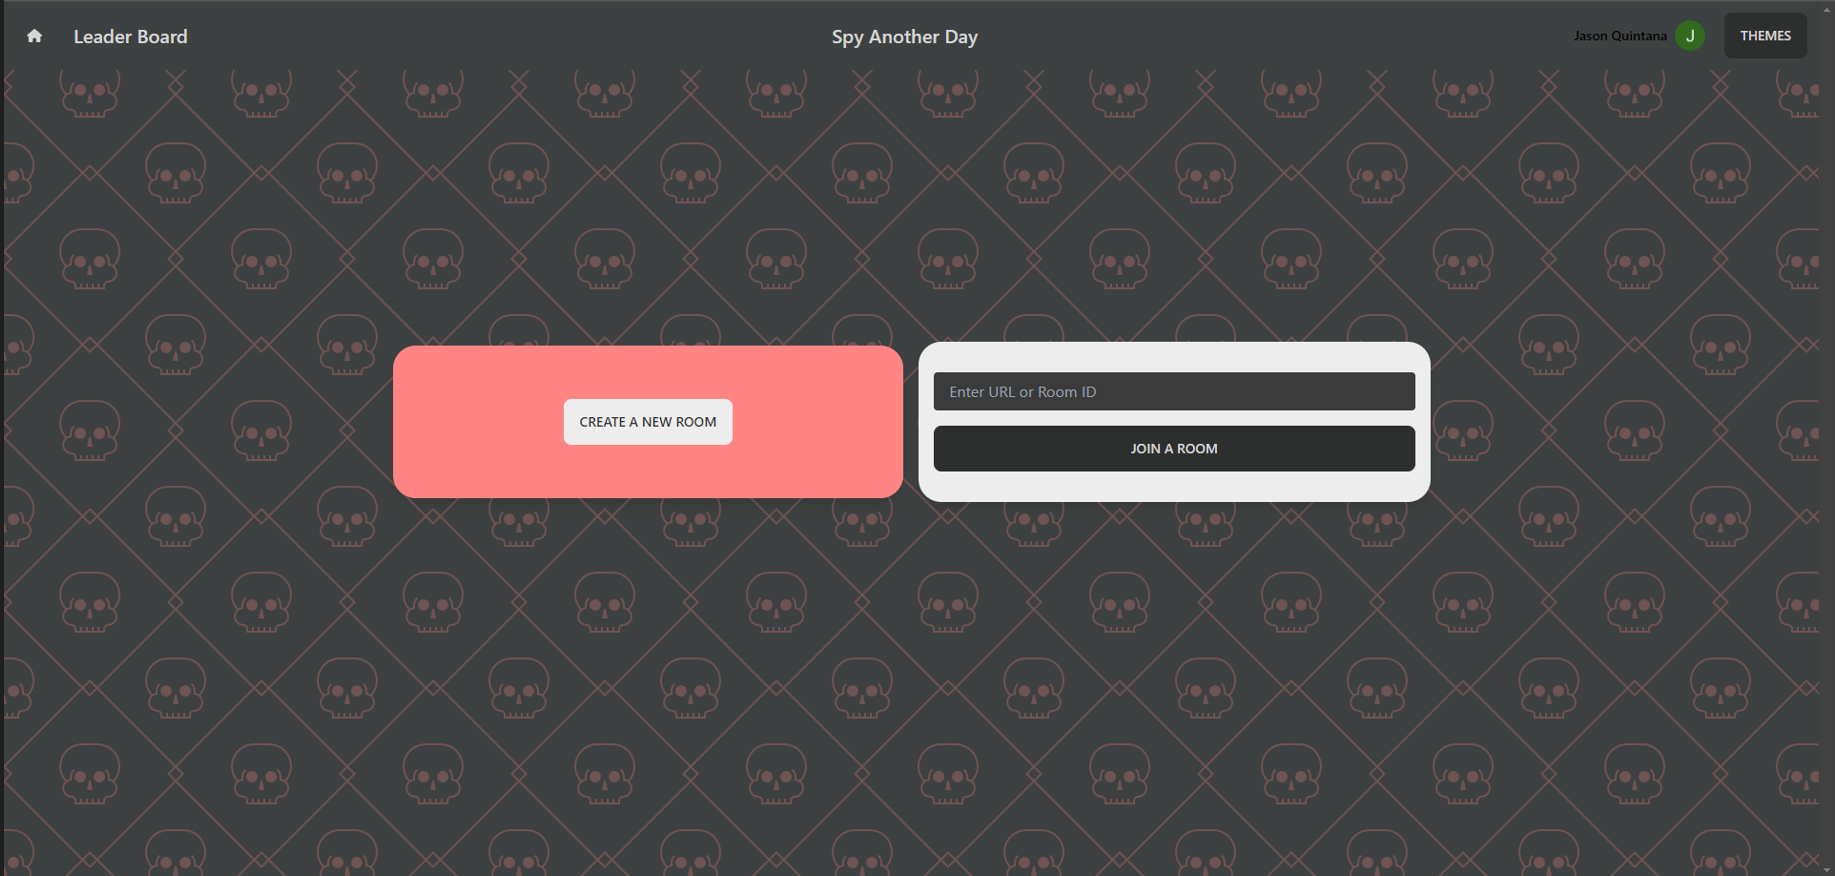 Leader Board
Spy Another Day
Jason Quintana
J
THEMES
CREATE A NEW ROOM
Enter URL or Room ID
JOIN A ROOM